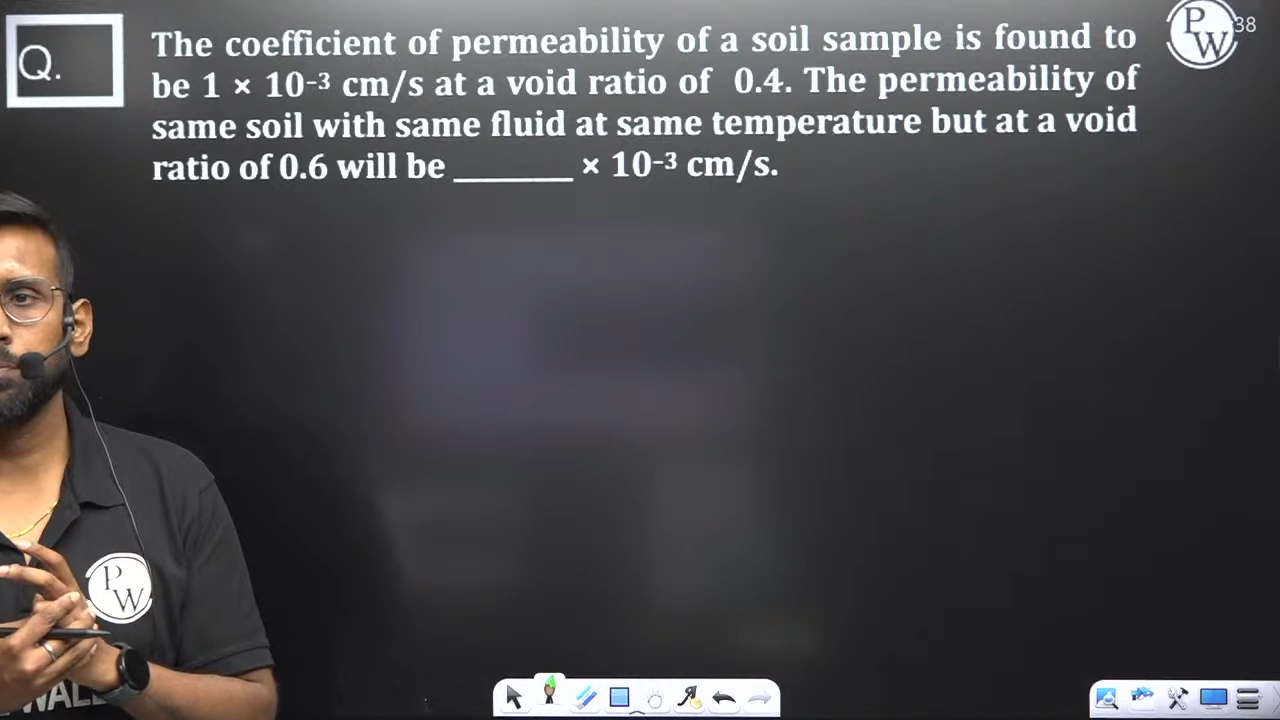 Q.
The coefficient of permeability of a soil sample is found to
be 1 × 10⁻³ cm/s at a void ratio of 0.4. The permeability of
same soil with same fluid at same temperature but at a void
ratio of 0.6 will be ________ × 10⁻³ cm/s.
P
W
38
P
W
WALL